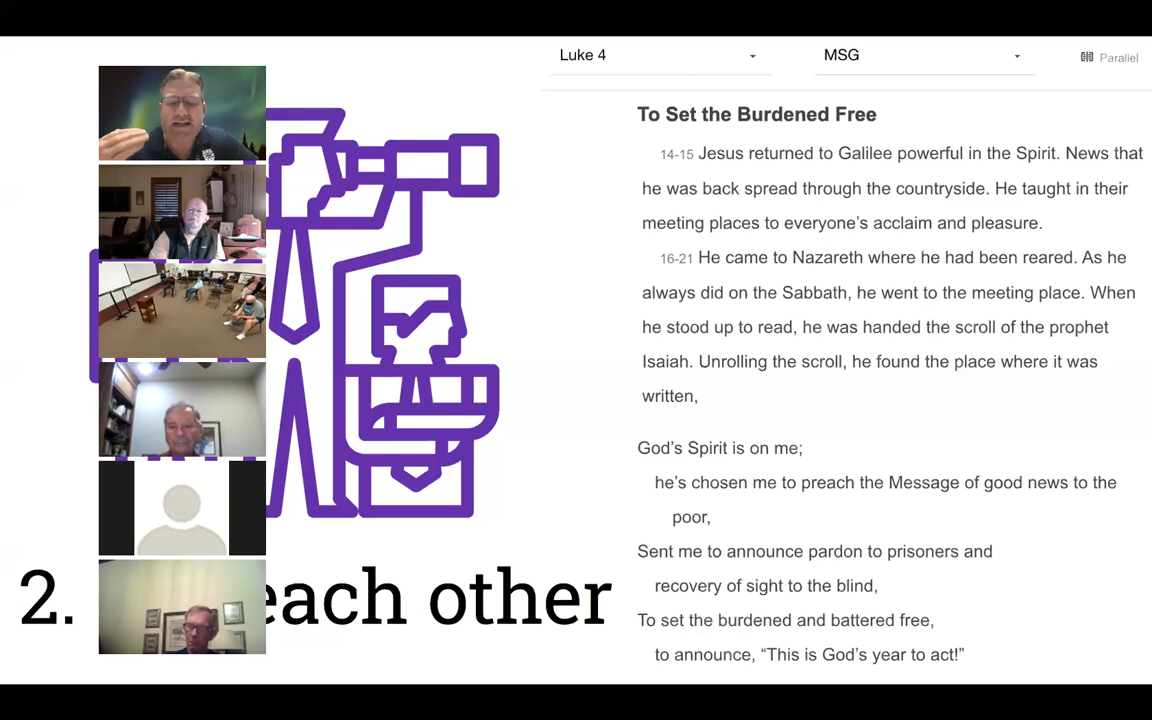 Luke 4
MSG
Parallel
To Set the Burdened Free
14-15 Jesus returned to Galilee powerful in the Spirit. News that
he was back spread through the countryside. He taught in their
meeting places to everyone’s acclaim and pleasure.
16-21 He came to Nazareth where he had been reared. As he
always did on the Sabbath, he went to the meeting place. When
he stood up to read, he was handed the scroll of the prophet
Isaiah. Unrolling the scroll, he found the place where it was
written,
God’s Spirit is on me;
he’s chosen me to preach the Message of good news to the
poor,
Sent me to announce pardon to prisoners and
recovery of sight to the blind,
To set the burdened and battered free,
to announce, “This is God’s year to act!”
2. each other